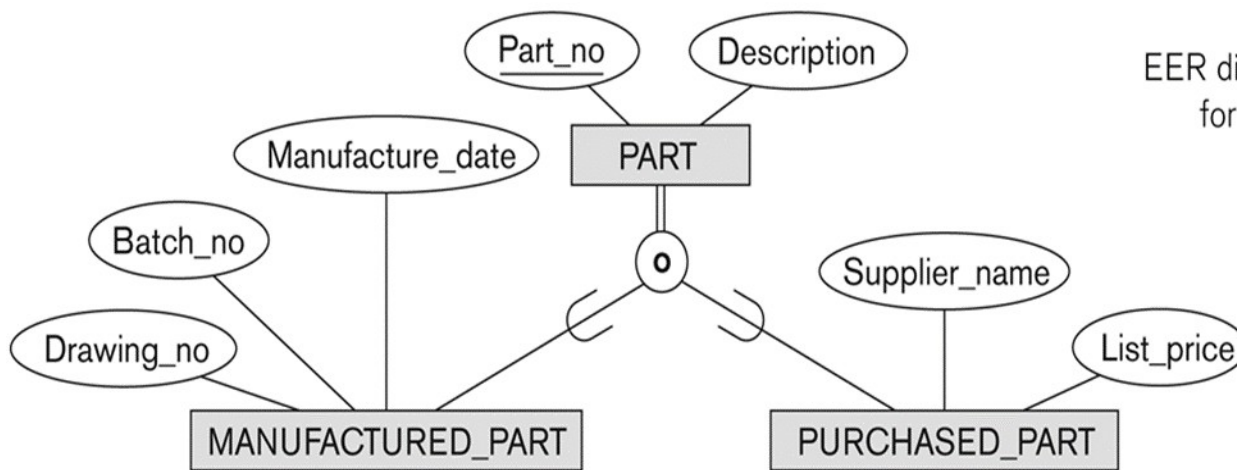 Part_no
Description
EER di
for
PART
Manufacture_date
Batch_no
Drawing_no
o
Supplier_name
List_price
MANUFACTURED_PART
PURCHASED_PART